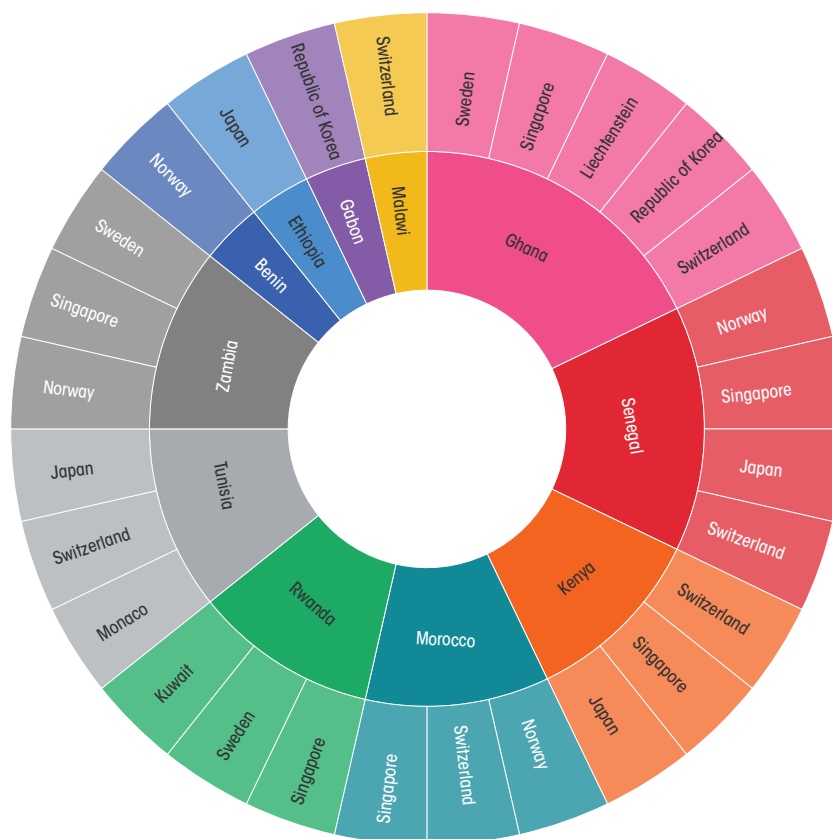 Ghana
Sweden
Singapore
Liechtenstein
Republic of Korea
Switzerland
Senegal
Norway
Singapore
Japan
Switzerland
Kenya
Switzerland
Singapore
Japan
Morocco
Norway
Switzerland
Singapore
Rwanda
Singapore
Sweden
Kuwait
Tunisia
Monaco
Switzerland
Japan
Zambia
Norway
Singapore
Sweden
Benin
Norway
Ethiopia
Japan
Gabon
Republic of Korea
Malawi
Switzerland